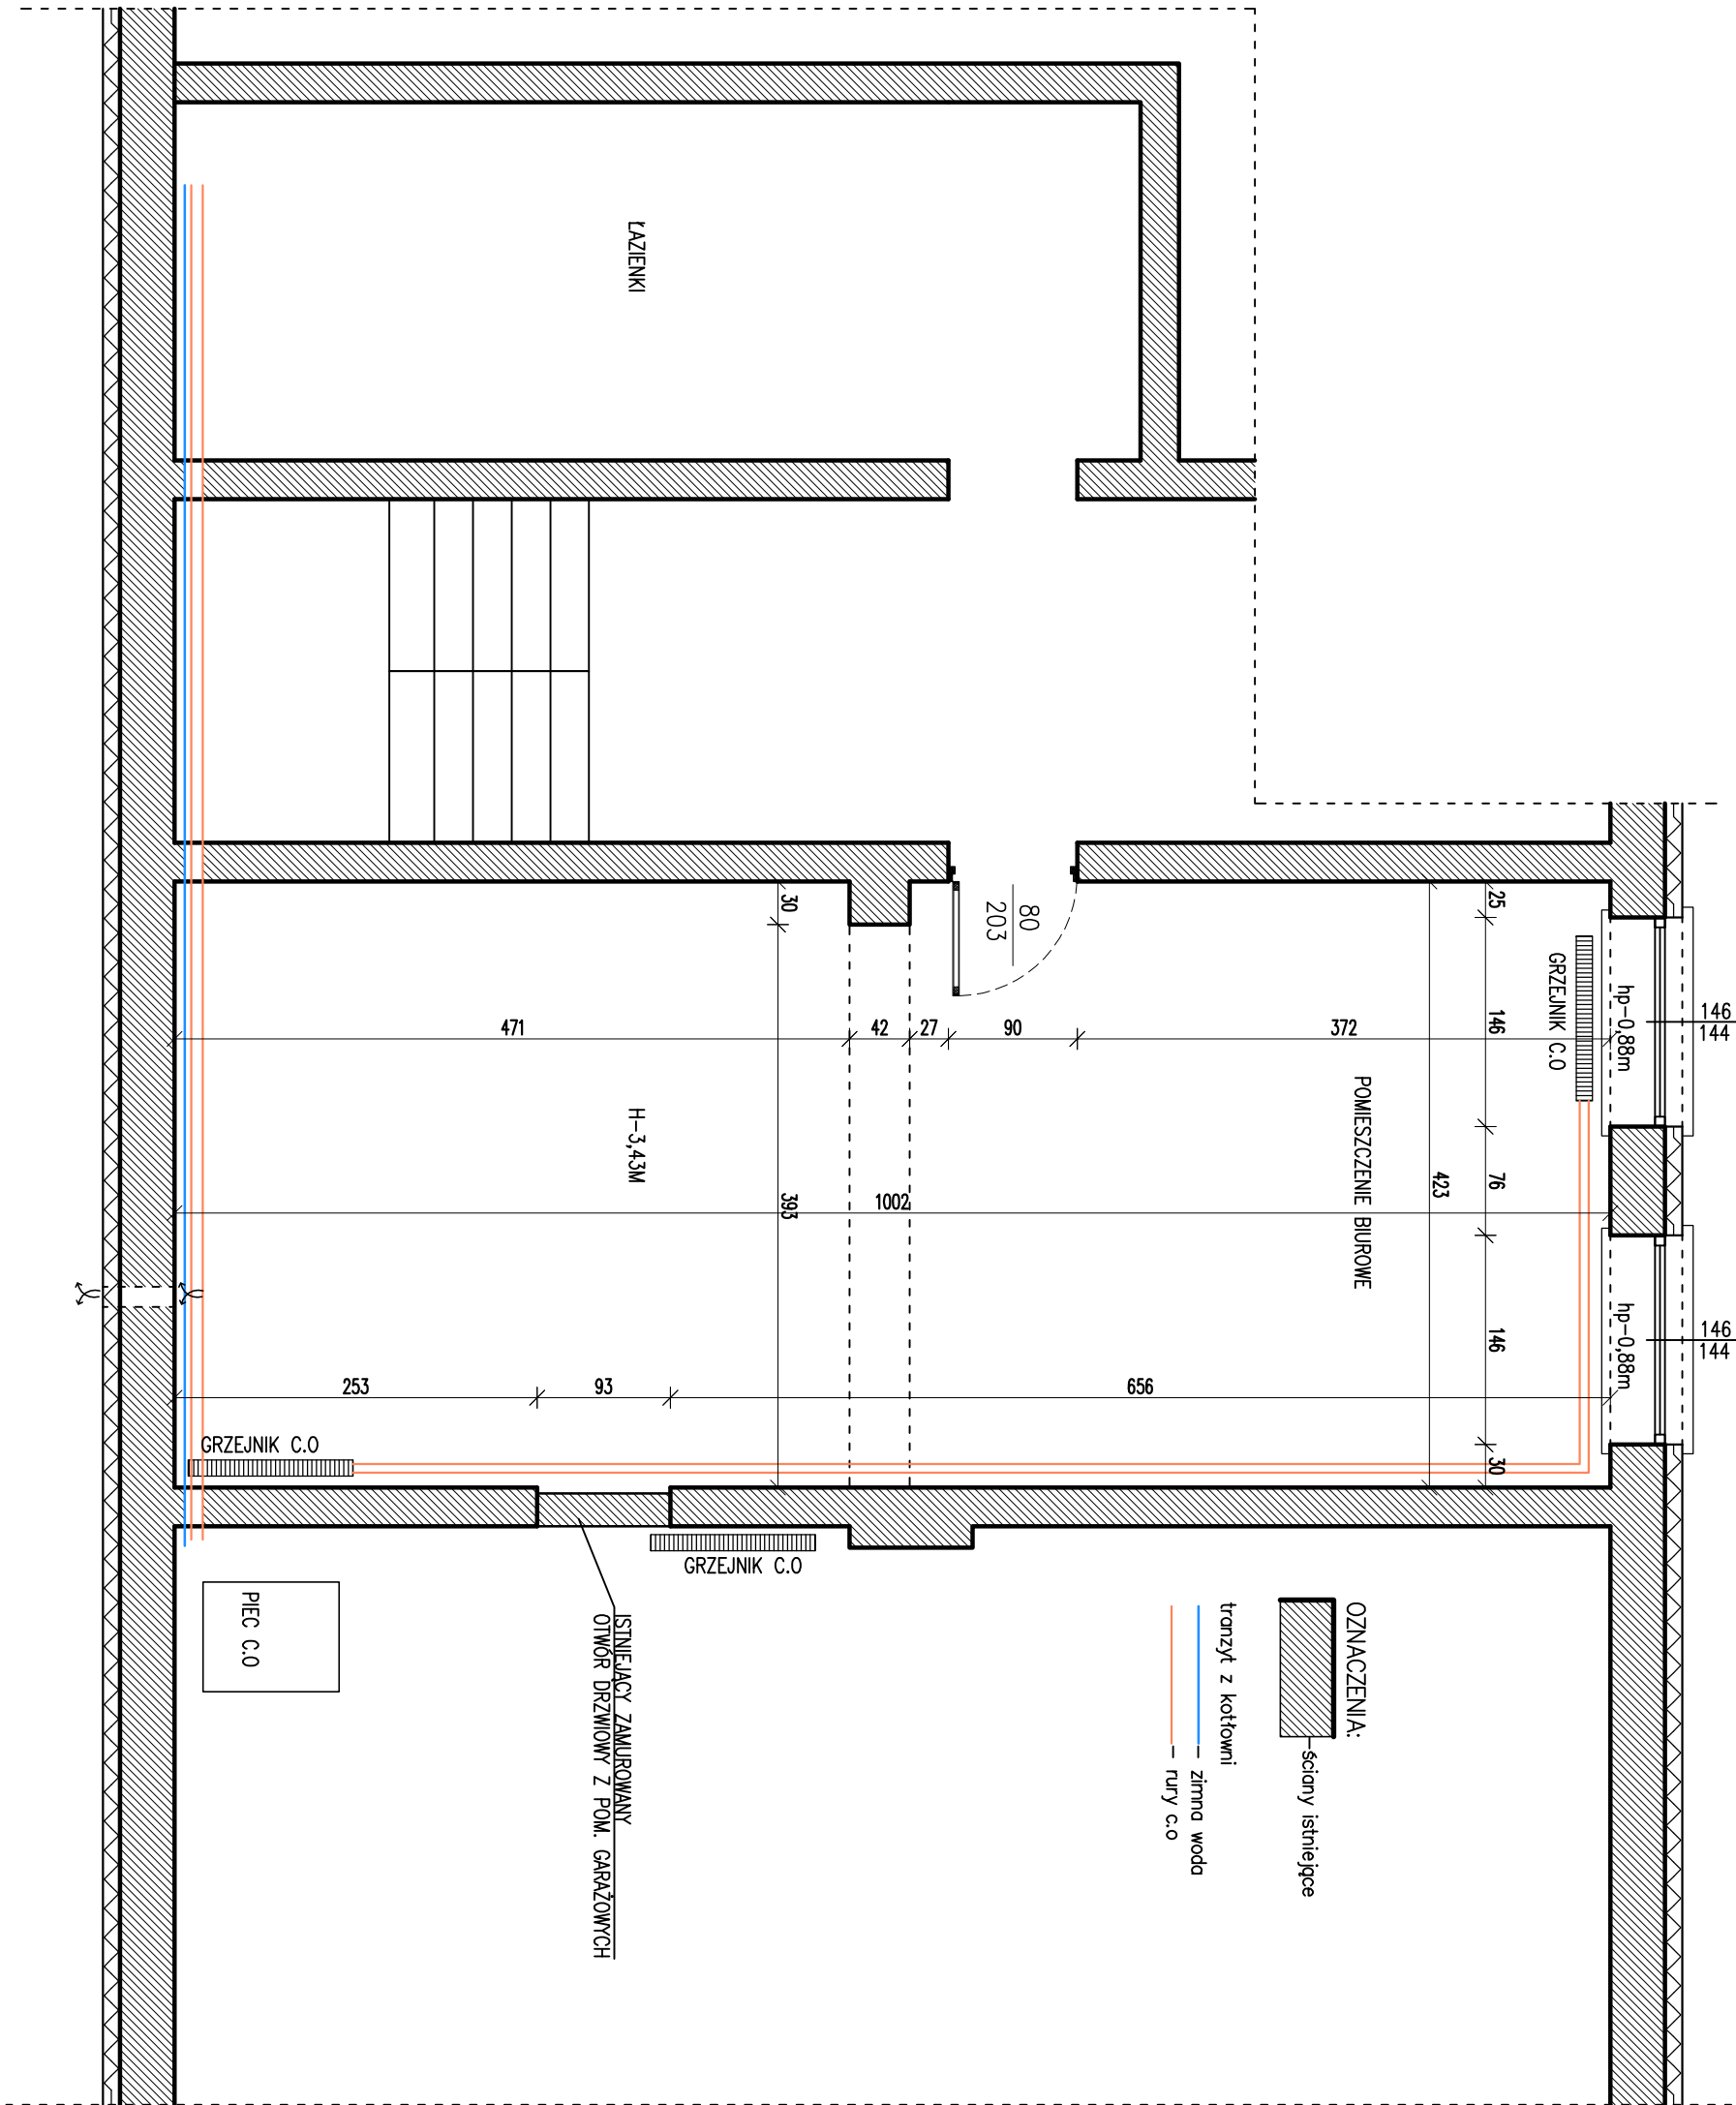 ŁAZIENKI
80
203
30
25
GRZEJNIK C.O
hp-0,88m
146
144
146
471
42
27
90
372
H-3,43M
POMIESZCZENIE BIUROWE
393
1002
423
76
hp-0,88m
146
144
146
253
93
656
30
GRZEJNIK C.O
GRZEJNIK C.O
PIEC C.O
ISTNIEJĄCY ZAMUROWANY
OTWÓR DRZWIOWY Z POM. GARAŻOWYCH
OZNACZENIA:
ściany istniejące
tranzyt z kotłowni
zimna woda
rury c.o